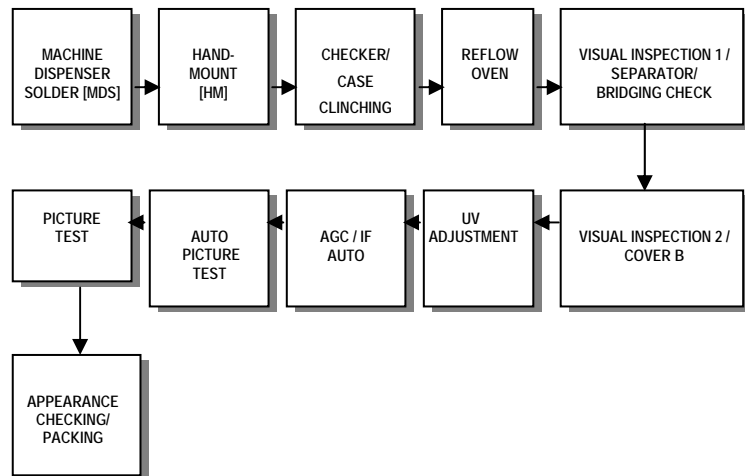 MACHINE
DISPENSER
SOLDER [MDS]
HAND-
MOUNT
[HM]
CHECKER/
CASE
CLINCHING
REFLOW
OVEN
VISUAL INSPECTION 1 /
SEPARATOR/
BRIDGING CHECK
VISUAL INSPECTION 2 /
COVER B
UV
ADJUSTMENT
AGC / IF
AUTO
AUTO
PICTURE
TEST
PICTURE
TEST
APPEARANCE
CHECKING/
PACKING